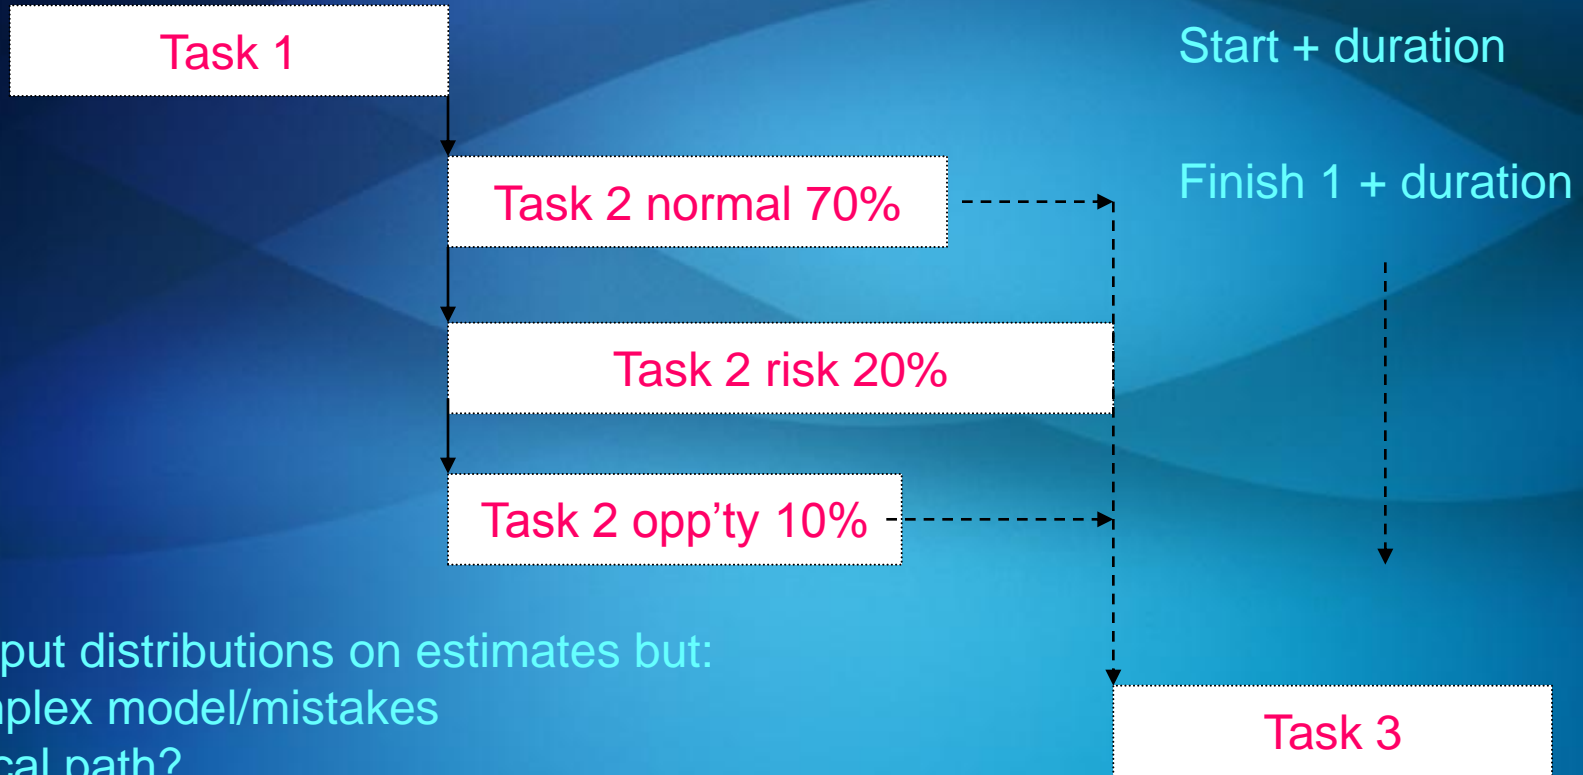 Task 1
Start + duration
Task 2 normal 70%
Finish 1 + duration
Task 2 risk 20%
Task 2 opp’ty 10%
put distributions on estimates but:
model/mistakes
path?
Task 3